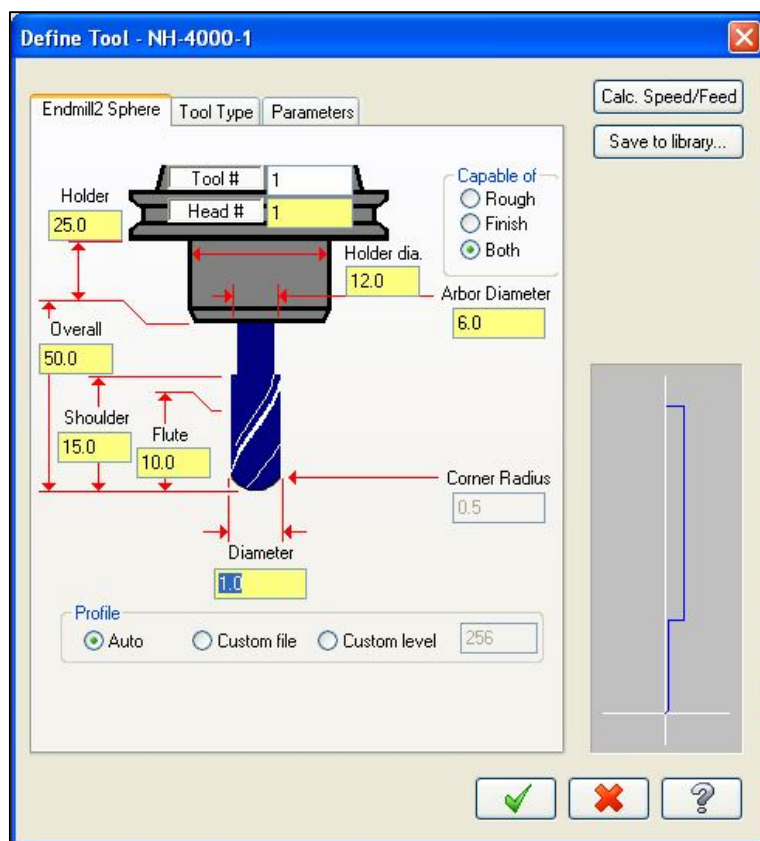 Define Tool - NH-4000-1
Endmill2 Sphere
Tool Type
Parameters
Calc. Speed/Feed
Save to library...
Tool #
1
Head #
1
Capable of
Rough
Finish
Both
Holder
25.0
Holder dia.
12.0
Arbor Diameter
6.0
Overall
50.0
Shoulder
15.0
Flute
10.0
Corner Radius
0.5
Diameter
1.0
Profile
Auto
Custom file
Custom level
256